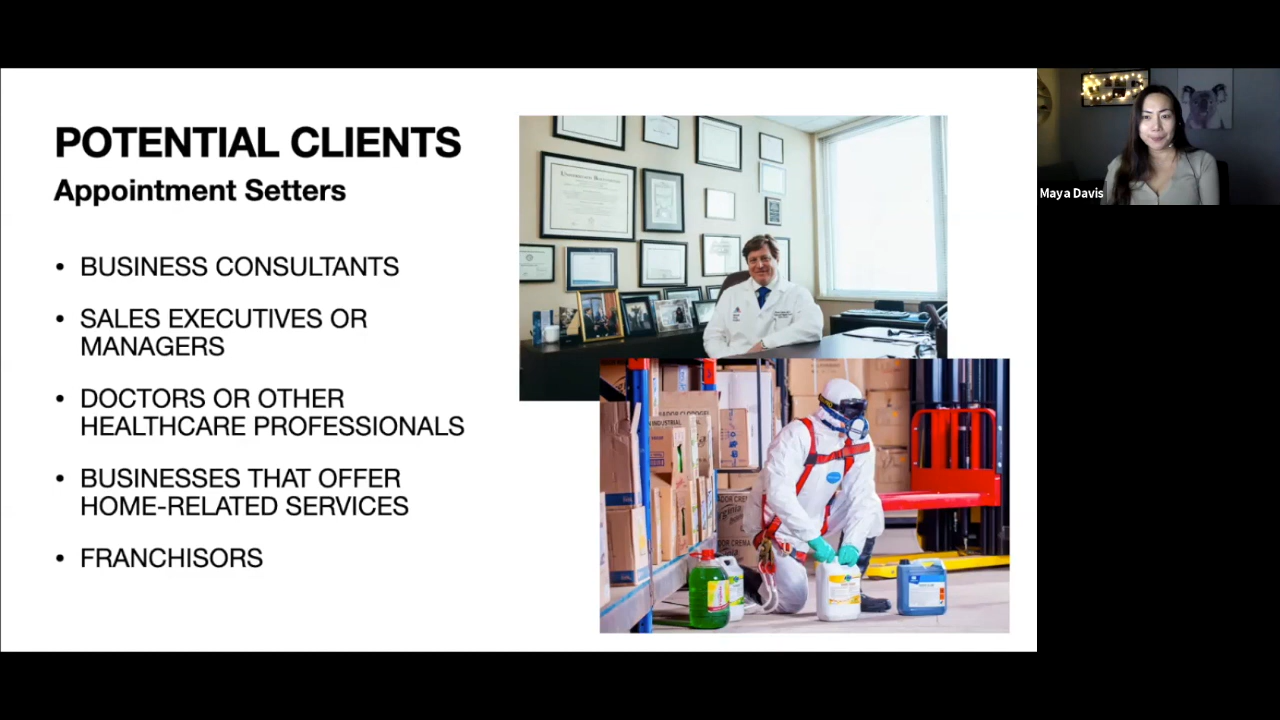 POTENTIAL CLIENTS
Appointment Setters
• BUSINESS CONSULTANTS
• SALES EXECUTIVES OR
MANAGERS
• DOCTORS OR OTHER
HEALTHCARE PROFESSIONALS
• BUSINESSES THAT OFFER
HOME-RELATED SERVICES
• FRANCHISORS
Maya Davis